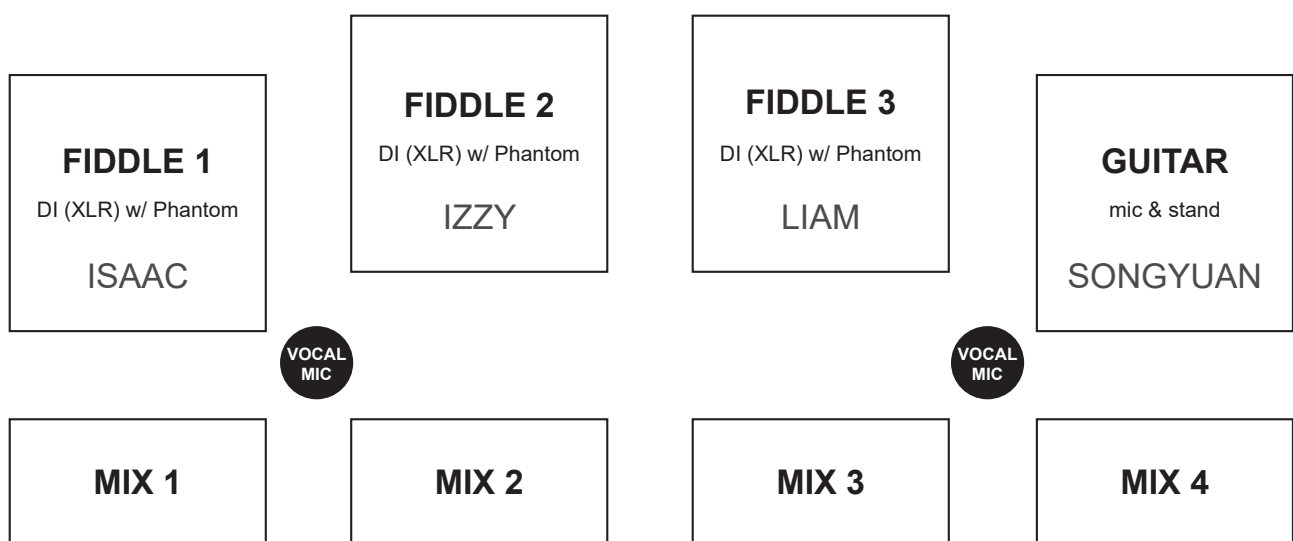 FIDDLE 1
DI (XLR) w/ Phantom
ISAAC
FIDDLE 2
DI (XLR) w/ Phantom
IZZY
FIDDLE 3
DI (XLR) w/ Phantom
LIAM
GUITAR
mic & stand
SONGYUAN
VOCAL
MIC
VOCAL
MIC
MIX 1
MIX 2
MIX 3
MIX 4